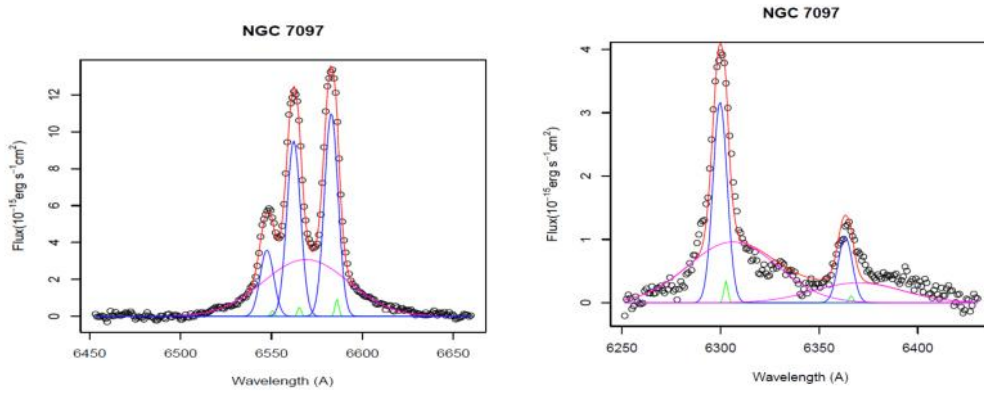 NGC 7097
Flux(10⁻¹⁵erg s⁻¹cm²)
12
10
8
6
4
2
0
6450 6500 6550 6600 6650
Wavelength (A)
NGC 7097
Flux(10⁻¹⁵erg s⁻¹cm²)
4
3
2
1
0
6250 6300 6350 6400
Wavelength (A)